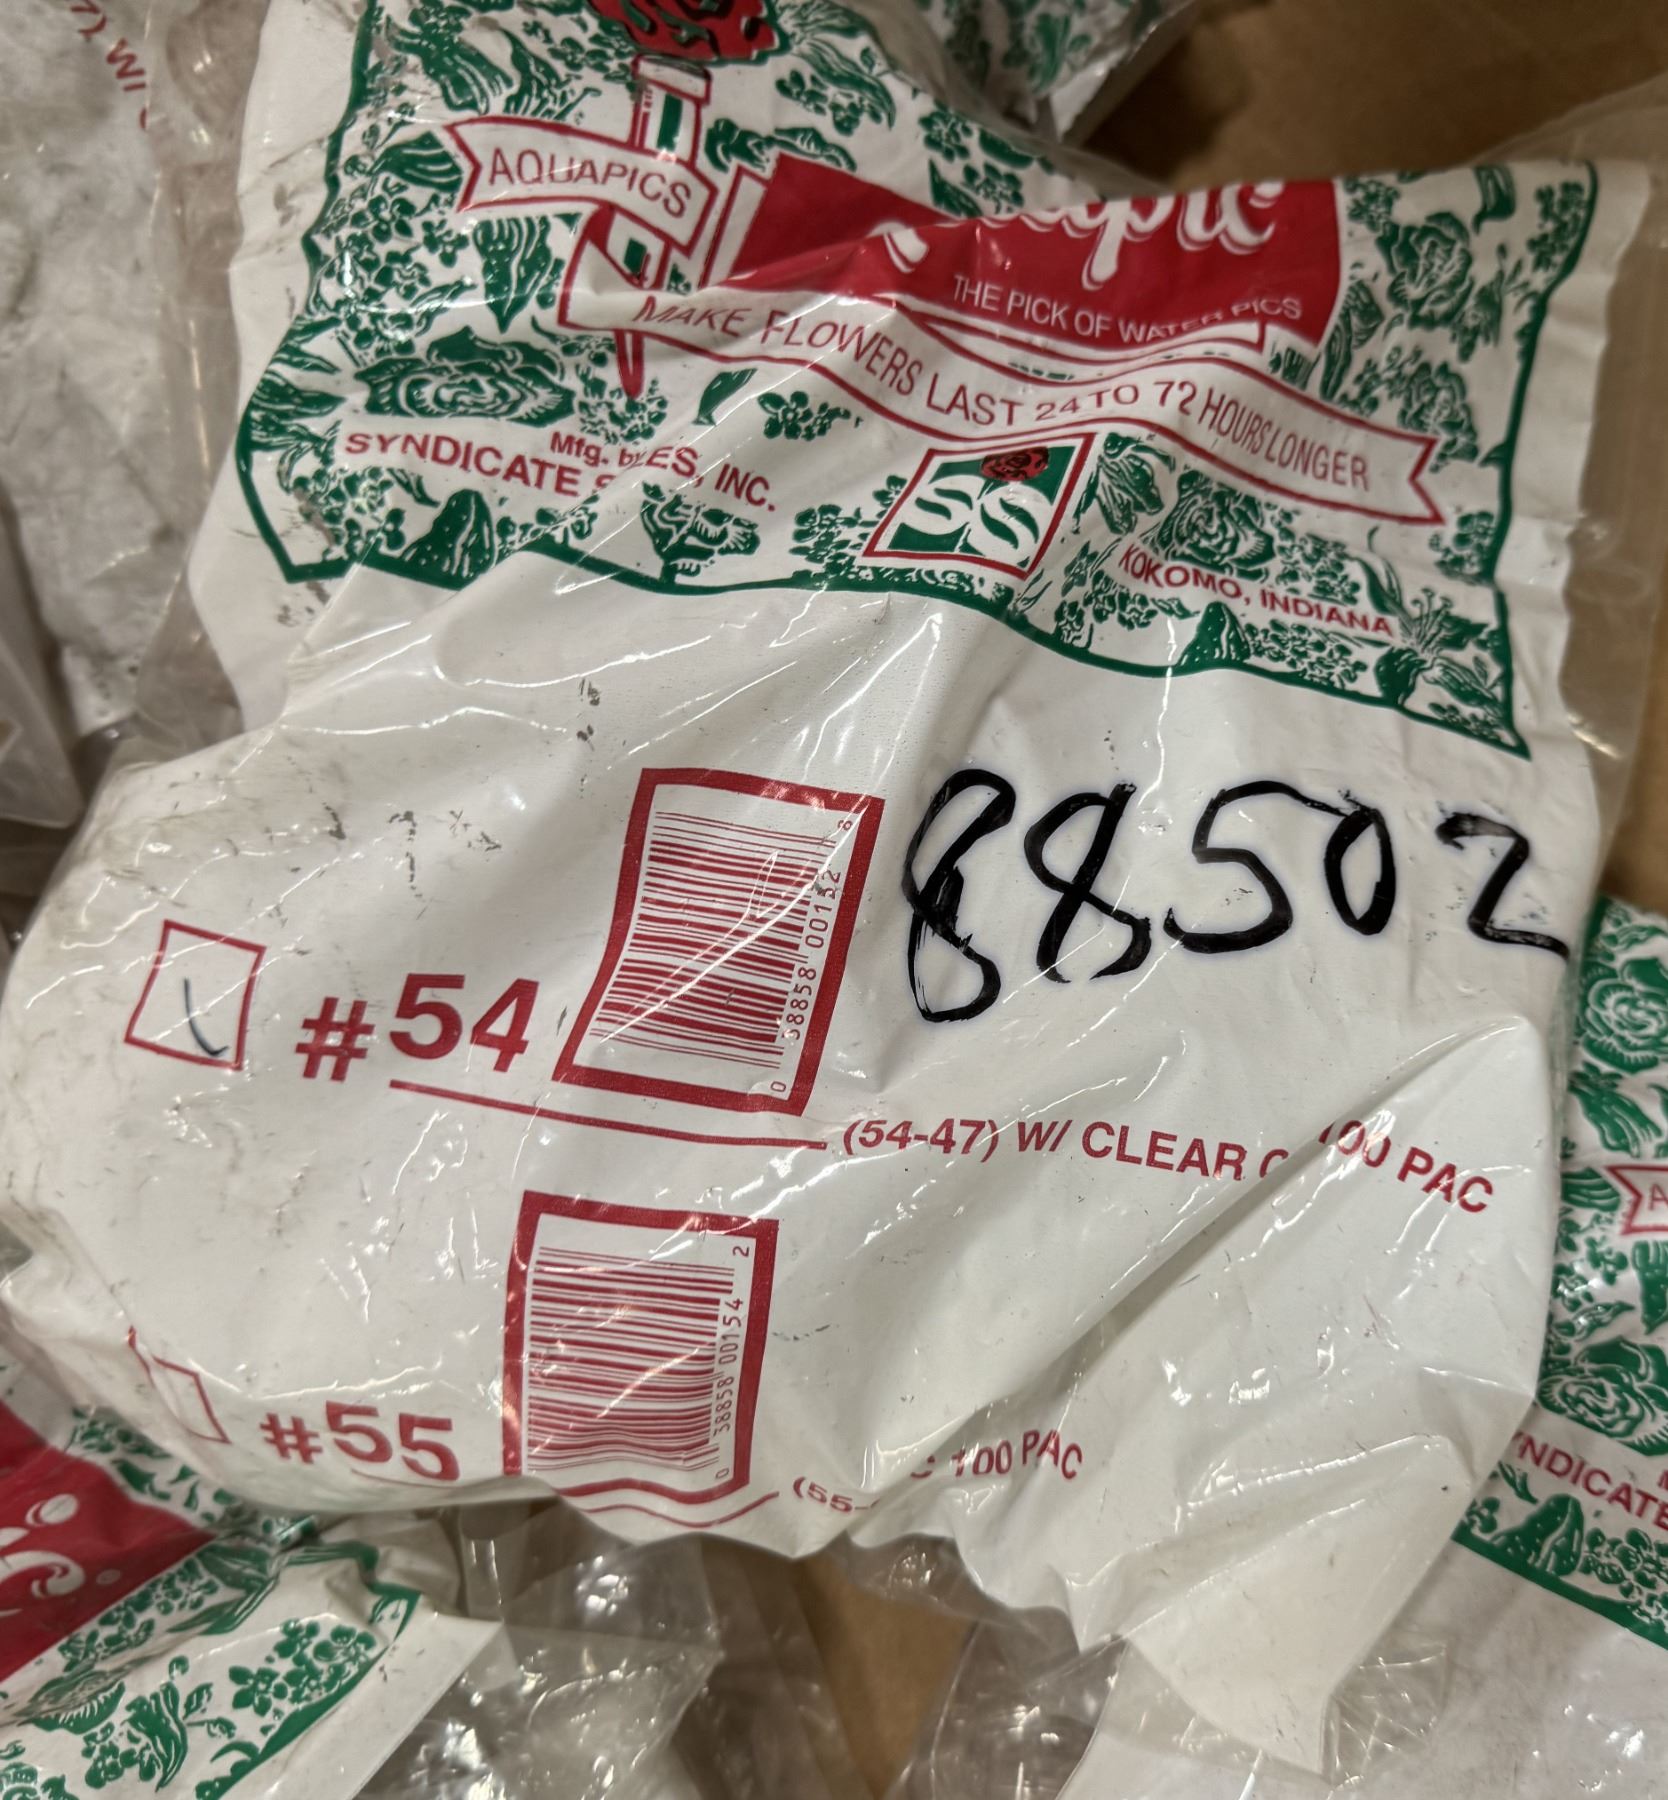 AQUAPICS
THE PICK OF WATER PICS
MAKE FLOWERS LAST 24 TO 72 HOURS LONGER
Mfg. by
SYNDICATE S ES, INC.
SS
KOKOMO, INDIANA
88502
#54
0 38858 00152 8
(54-47) W/ CLEAR C 100 PAC
#55
0 38858 00154 2
(55- 100 PAC